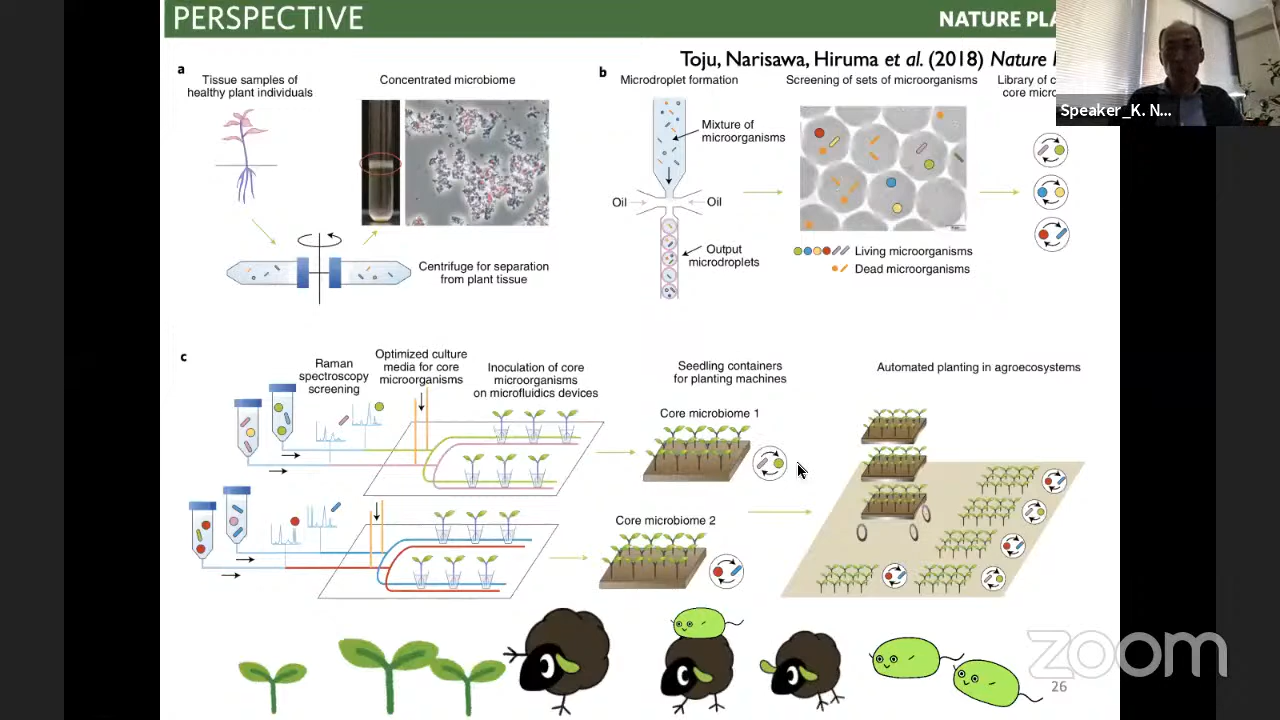 PERSPECTIVE
NATURE
Toju, Narisawa, Hiruma et al. (2018) Nature
a
Tissue samples of
healthy plant individuals
Concentrated microbiome
Centrifuge for separation
from plant tissue
b
Microdroplet formation
Mixture of
microorganisms
Oil
Oil
Output
microdroplets
Screening of sets of microorganisms
Living microorganisms
Dead microorganisms
Library of
core
Speaker_K. N...
c
Raman
spectroscopy
screening
Optimized culture
media for core
microorganisms
Inoculation of core
microorganisms
on microfluidics devices
Seedling containers
for planting machines
Core microbiome 1
Core microbiome 2
Automated planting in agroecosystems
zoom
26